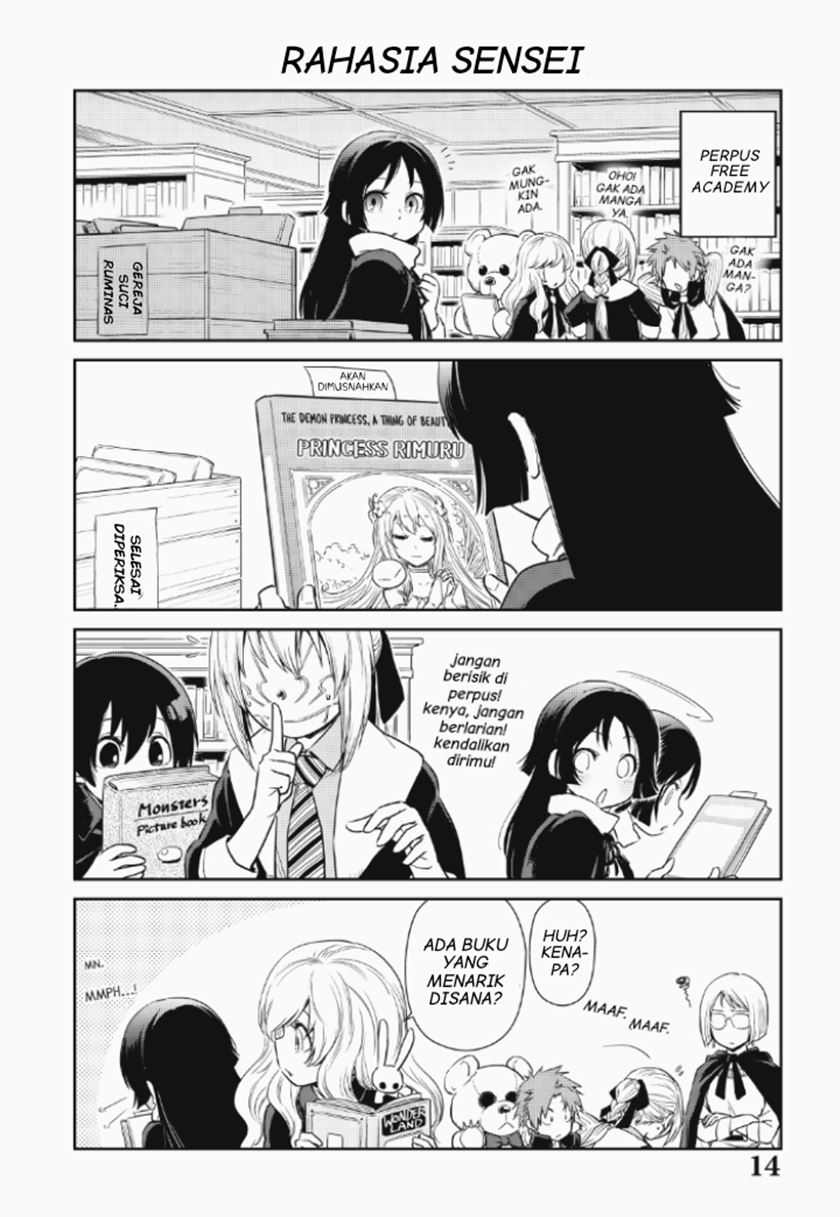 RAHASIA SENSEI
PERPUS
FREE
ACADEMY
GAK
ADA
MAN-
GA?
OHO!
GAK ADA
MANGA
YA.
GAK
MUNG-
KIN
ADA.
GEREJA
SUCI
RUMINAS
AKAN
DIMUSNAHKAN
THE DEMON PRINCESS, A THING OF BEAUT
PRINCESS RIMURU
SELESAI
DIPERIKSA.
jangan
berisik di
perpus!
kenya, jangan
berlarian!
kendalikan
dirimu!
Monsters
Picture book
HUH?
KENA-
PA?
ADA BUKU
YANG
MENARIK
DISANA?
MAAF.
MAAF.
MN.
MMPH...!
WONDER
LAND
14